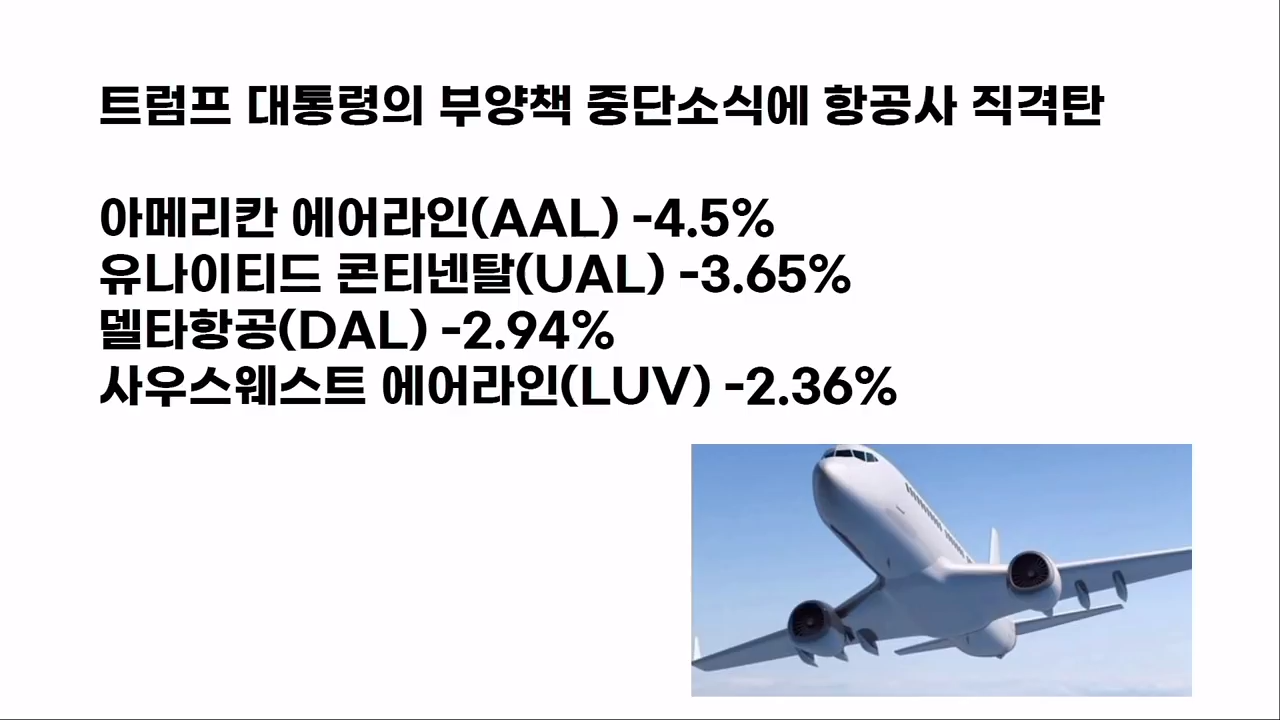 트럼프 대통령의 부양책 중단소식에 항공사 직격탄
아메리칸 에어라인(AAL) -4.5%
유나이티드 콘티넨탈(UAL) -3.65%
델타항공(DAL) -2.94%
사우스웨스트 에어라인(LUV) -2.36%